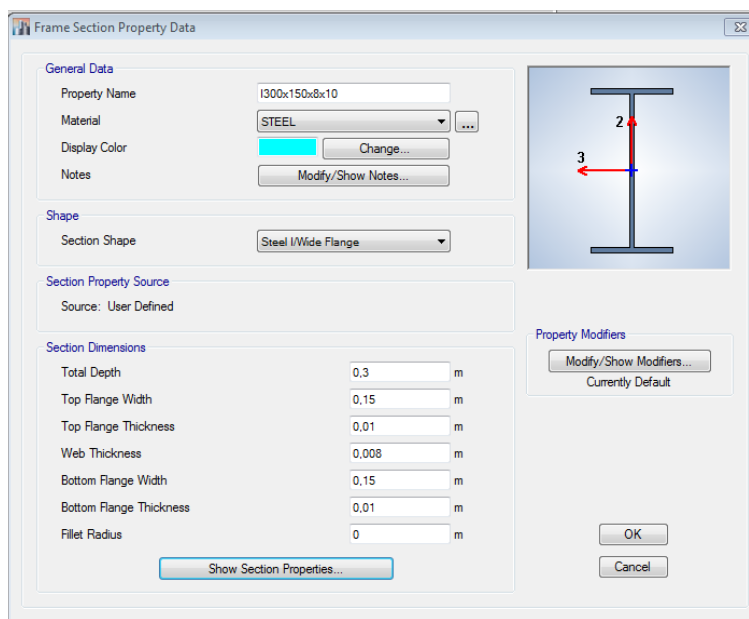 Frame Section Property Data
General Data
Property Name I300x150x8x10
Material STEEL ...
Display Color Change...
Notes Modify/Show Notes...
Shape
Section Shape Steel I/Wide Flange
Section Property Source
Source: User Defined
Section Dimensions
Total Depth 0,3 m
Top Flange Width 0,15 m
Top Flange Thickness 0,01 m
Web Thickness 0,008 m
Bottom Flange Width 0,15 m
Bottom Flange Thickness 0,01 m
Fillet Radius 0 m
Show Section Properties...
2
3
Property Modifiers
Modify/Show Modifiers...
Currently Default
OK
Cancel